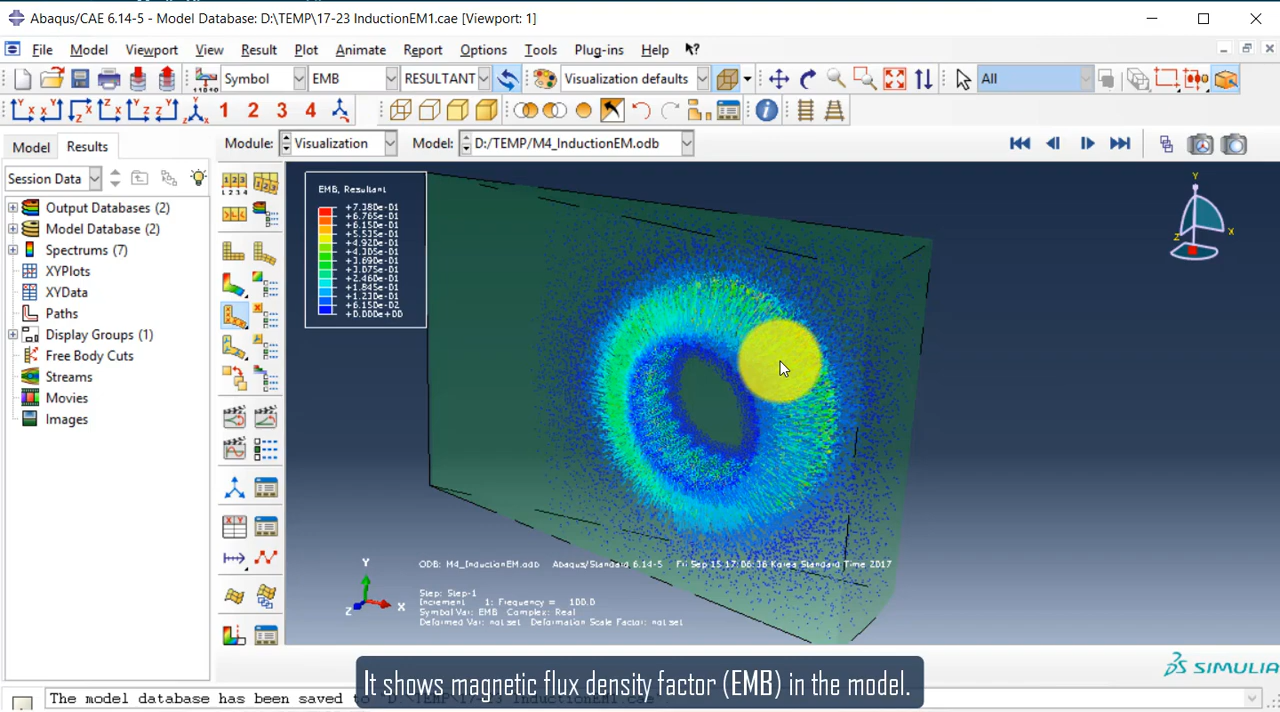 Abaqus/CAE 6.14-5 - Model Database: D:\TEMP\17-23 InductionEM1.cae [Viewport: 1]
File Model Viewport View Result Plot Animate Report Options Tools Plug-ins Help
Symbol EMB RESULTANT Visualization defaults All
1 2 3 4
Model Results Module: Visualization Model: D:/TEMP/M4_InductionEM.odb
Session Data
Output Databases (2)
Model Database (2)
Spectrums (7)
XYPlots
XYData
Paths
Display Groups (1)
Free Body Cuts
Streams
Movies
Images
EMB, Resultant
+7.380e-01
+6.765e-01
+6.150e-01
+5.535e-01
+4.920e-01
+4.305e-01
+3.690e-01
+3.075e-01
+2.460e-01
+1.845e-01
+1.230e-01
+6.150e-02
+0.000e+00
Y
X
Z
Y
X
Z
ODB: M4_InductionEM.odb Abaqus/Standard 6.14-5 Fri Sep 15 17:06:36 Korea Standard Time 2017
Step: Step-1
Increment 1: Frequency = 100.0
Symbol Var: EMB Complex: Real
Deformed Var: not set Deformation Scale Factor: not set
SIMULIA
It shows magnetic flux density factor (EMB) in the model.
The model database has been saved to "D:\TEMP\17-23 InductionEM1.cae".